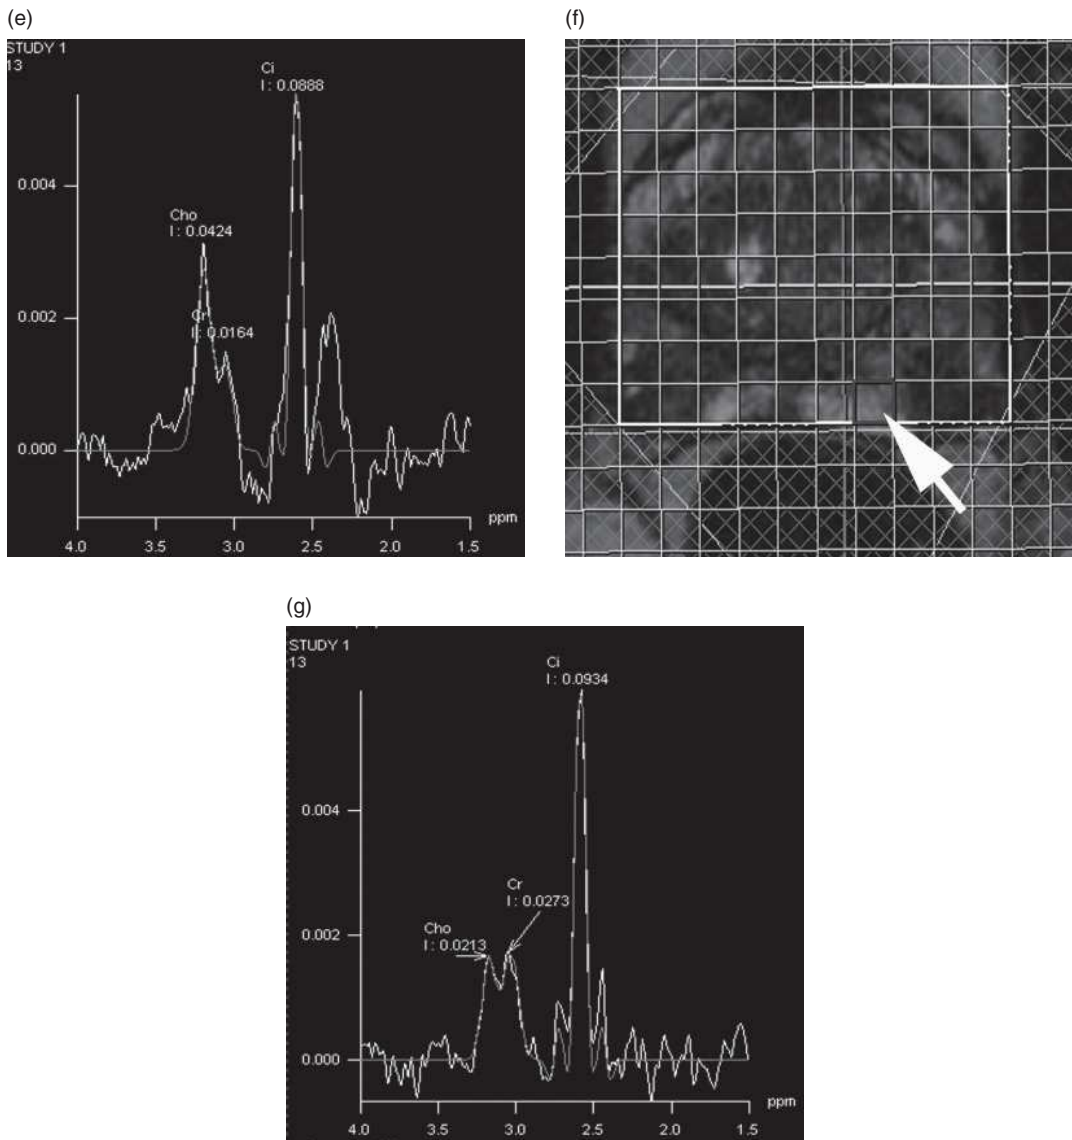 (e)
STUDY 1
13
Ci
I : 0.0888
0.004
Cho
I : 0.0424
0.002
I : 0.0164
0.000
ppm
4.0 3.5 3.0 2.5 2.0 1.5
(f)
(g)
STUDY 1
13
Ci
I : 0.0934
0.004
Cr
I : 0.0273
Cho
I : 0.0213
0.002
0.000
ppm
4.0 3.5 3.0 2.5 2.0 1.5